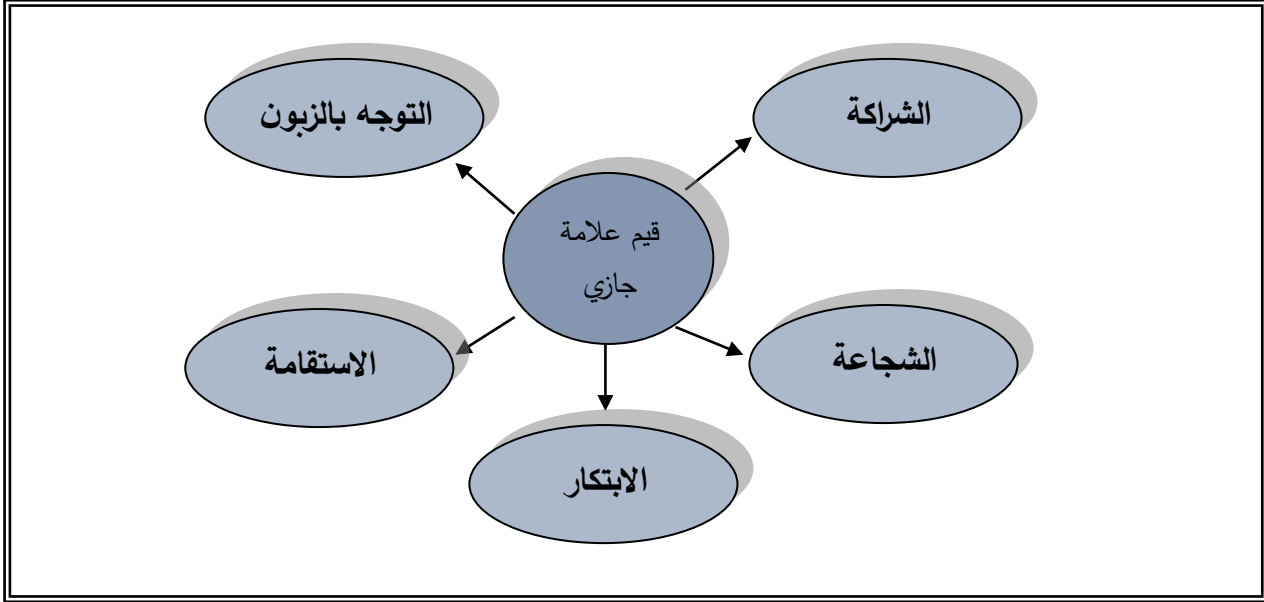 الشراكة
التوجه بالزبون
قيم علامة
جازي
الشجاعة
الاستقامة
الابتكار